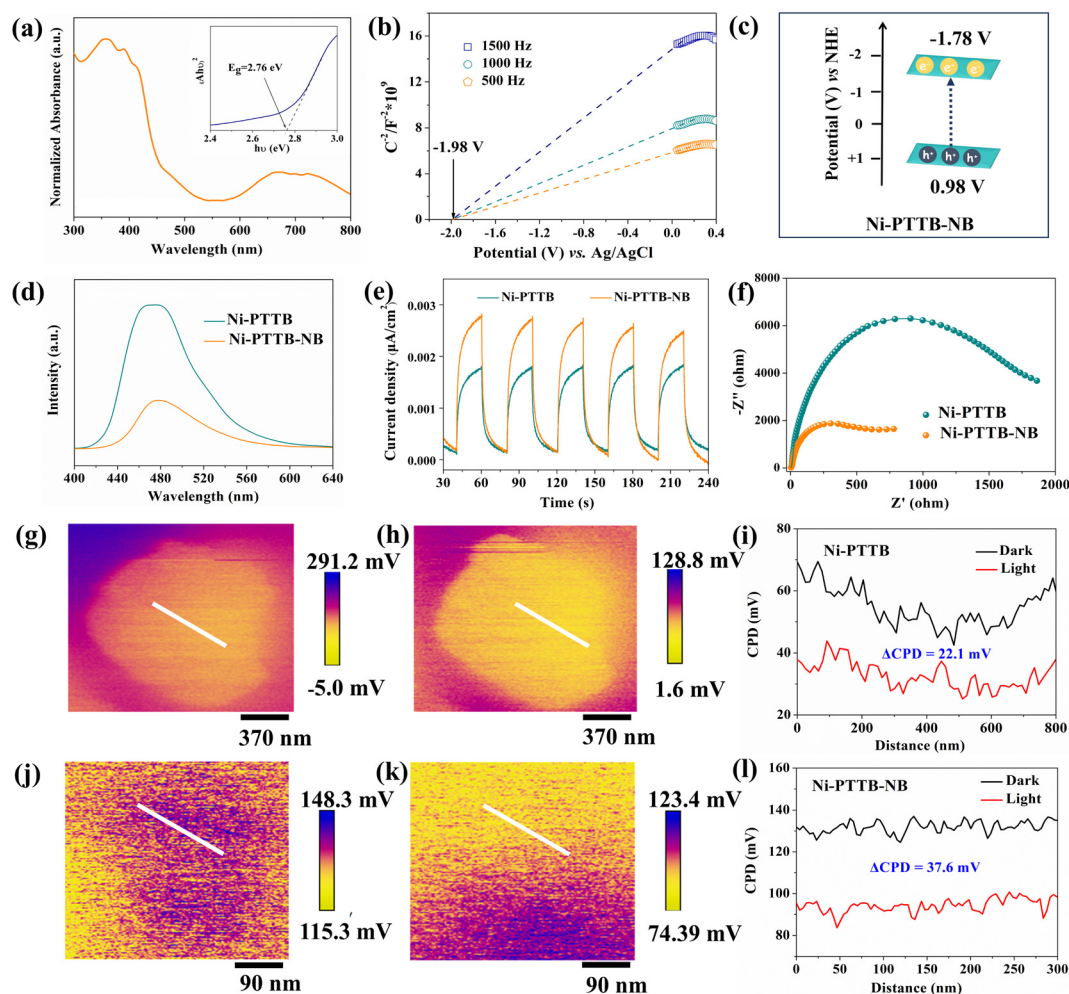 (a)
Normalized Absorbance (a.u.)
300 400 500 600 700 800
Wavelength (nm)
(Ahυ)²
Eg=2.76 eV
2.4 2.6 2.8 3.0
hυ (eV)
(b)
C⁻²/F⁻²*10⁹
16
12
8
4
0
1500 Hz
1000 Hz
500 Hz
-1.98 V
-2.0 -1.6 -1.2 -0.8 -0.4 0.0 0.4
Potential (V) vs. Ag/AgCl
(c)
Potential (V) vs NHE
-2
-1
0
+1
-1.78 V
e⁻ e⁻ e⁻
h⁺ h⁺ h⁺
0.98 V
Ni-PTTB-NB
(d)
Intensity (a.u.)
Ni-PTTB
Ni-PTTB-NB
400 440 480 520 560 600 640
Wavelength (nm)
(e)
Current density (μA/cm²)
0.003
0.002
0.001
0.000
Ni-PTTB Ni-PTTB-NB
30 60 90 120 150 180 210 240
Time (s)
(f)
-Z'' (ohm)
8000
6000
4000
2000
0
Ni-PTTB
Ni-PTTB-NB
0 500 1000 1500 2000
Z' (ohm)
(g)
291.2 mV
-5.0 mV
370 nm
(h)
128.8 mV
1.6 mV
370 nm
(i)
CPD (mV)
80
60
40
20
Ni-PTTB
Dark
Light
ΔCPD = 22.1 mV
0 200 400 600 800
Distance (nm)
(j)
148.3 mV
115.3 mV
90 nm
(k)
123.4 mV
74.39 mV
90 nm
(l)
CPD (mV)
160
140
120
100
80
Ni-PTTB-NB
Dark
Light
ΔCPD = 37.6 mV
0 50 100 150 200 250 300
Distance (nm)